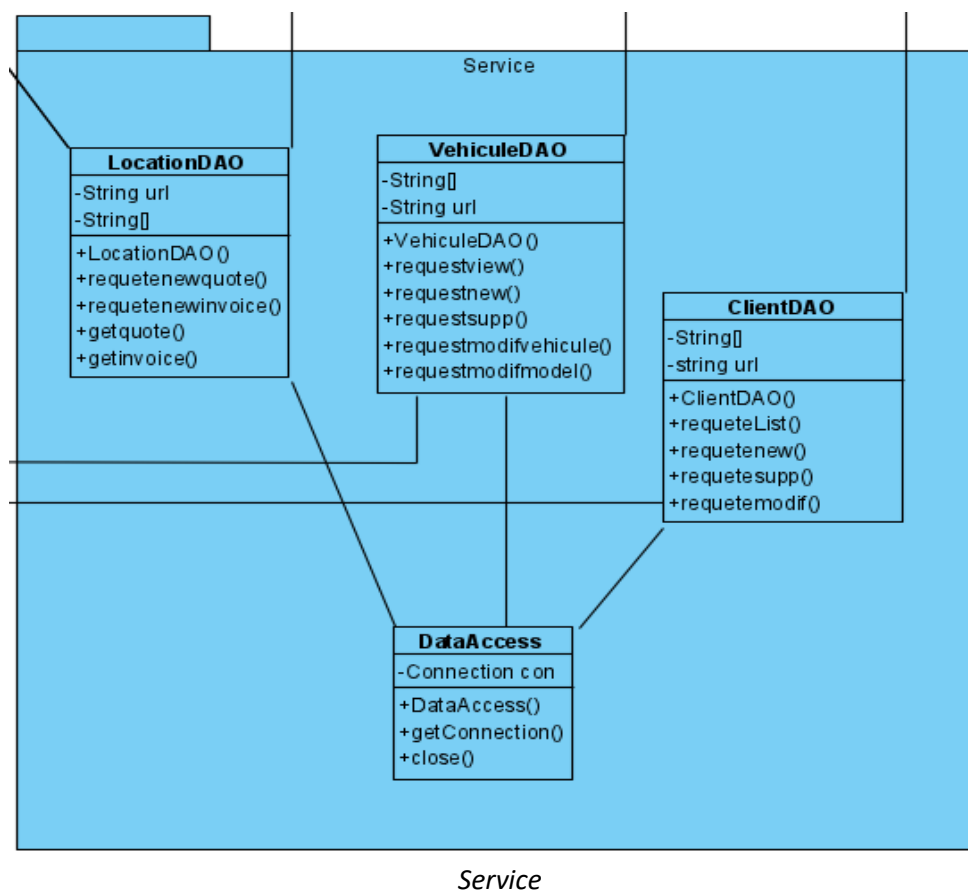 Service
LocationDAO
-String url
-String[]
+LocationDAO()
+requetenewquote()
+requetenewinvoice()
+getquote()
+getinvoice()
VehiculeDAO
-String[]
-String url
+VehiculeDAO()
+requestview()
+requestnew()
+requestsupp()
+requestmodifvehicule()
+requestmodifmodel()
ClientDAO
-String[]
-string url
+ClientDAO()
+requeteList()
+requetenew()
+requetesupp()
+requetemodif()
DataAccess
-Connection con
+DataAccess()
+getConnection()
+close()
Service